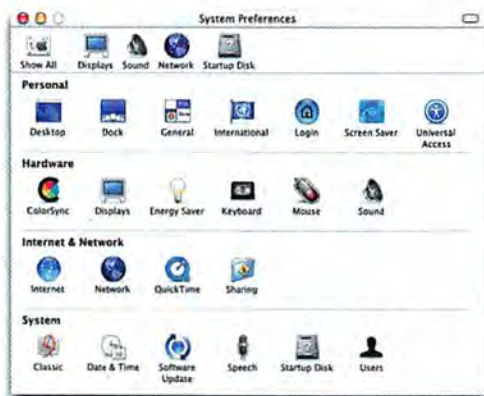 System Preferences
Show All Displays Sound Network Startup Disk
Personal
Desktop Dock General International Login Screen Saver Universal Access
Hardware
ColorSync Displays Energy Saver Keyboard Mouse Sound
Internet & Network
Internet Network QuickTime Sharing
System
Classic Date & Time Software Update Speech Startup Disk Users